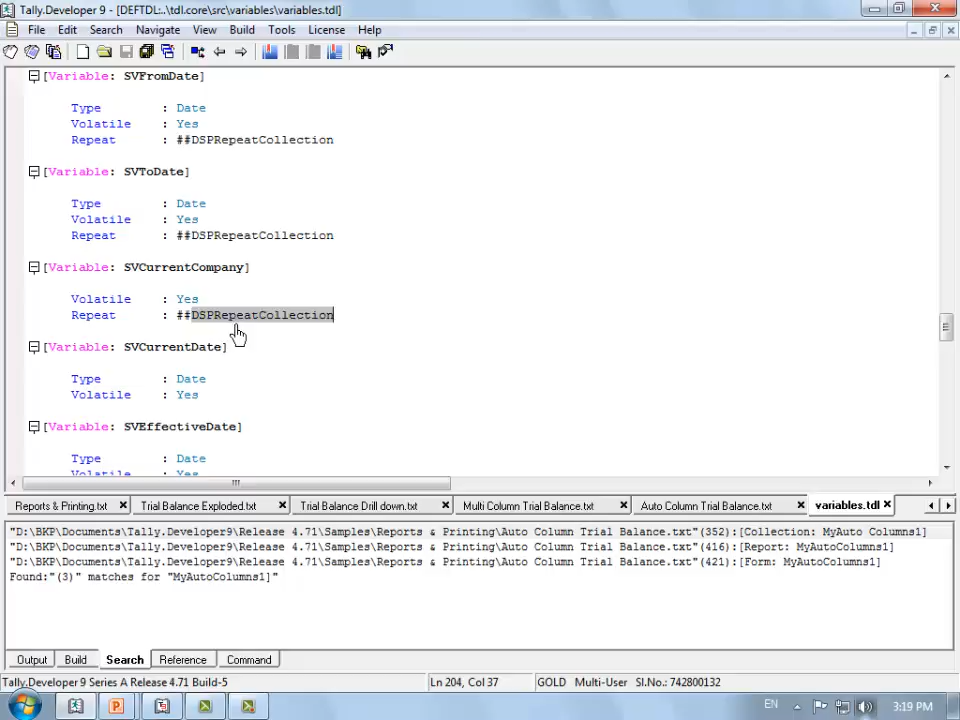 Tally.Developer 9 - [DEFTDL:..\tdl.core\src\variables\variables.tdl]
File Edit Search Navigate View Build Tools License Help
[Variable: SVFromDate]
Type : Date
Volatile : Yes
Repeat : ##DSPRepeatCollection
[Variable: SVToDate]
Type : Date
Volatile : Yes
Repeat : ##DSPRepeatCollection
[Variable: SVCurrentCompany]
Volatile : Yes
Repeat : ##DSPRepeatCollection
[Variable: SVCurrentDate]
Type : Date
Volatile : Yes
[Variable: SVEffectiveDate]
Type : Date
Volatile : Yes
Reports & Printing.txt Trial Balance Exploded.txt Trial Balance Drill down.txt Multi Column Trial Balance.txt Auto Column Trial Balance.txt variables.tdl
"D:\BKP\Documents\Tally.Developer9\Release 4.71\Samples\Reports & Printing\Auto Column Trial Balance.txt"(352):[Collection: MyAuto Columns1]
"D:\BKP\Documents\Tally.Developer9\Release 4.71\Samples\Reports & Printing\Auto Column Trial Balance.txt"(416):[Report: MyAutoColumns1]
"D:\BKP\Documents\Tally.Developer9\Release 4.71\Samples\Reports & Printing\Auto Column Trial Balance.txt"(421):[Form: MyAutoColumns1]
Found:"(3)" matches for "MyAutoColumns1]"
Output Build Search Reference Command
Tally.Developer 9 Series A Release 4.71 Build-5 Ln 204, Col 37 GOLD Multi-User Sl.No.: 742800132
EN 3:19 PM